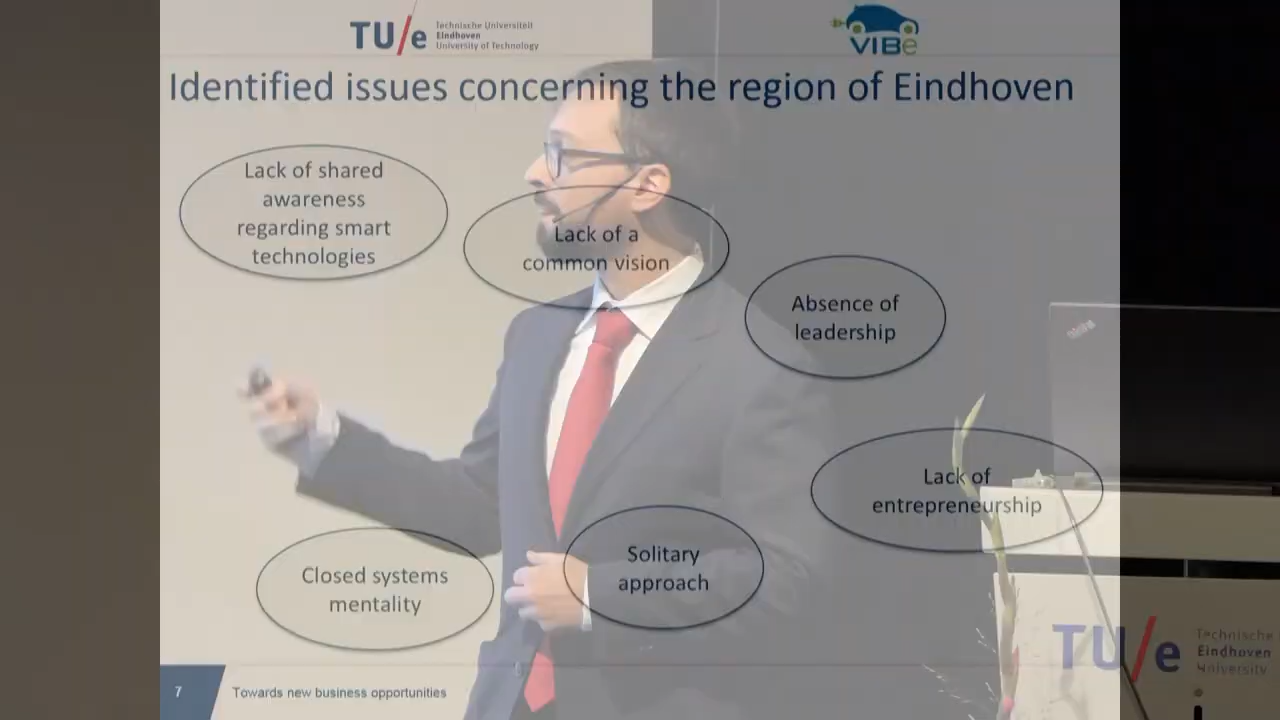 TU/e
Technische Universiteit
Eindhoven
University of Technology
VIBe
Identified issues concerning the region of Eindhoven
Lack of shared
awareness
regarding smart
technologies
Lack of a
common vision
Absence of
leadership
Lack of
entrepreneurship
Solitary
approach
Closed systems
mentality
7
Towards new business opportunities
TU/e
Technische
Eindhoven
University